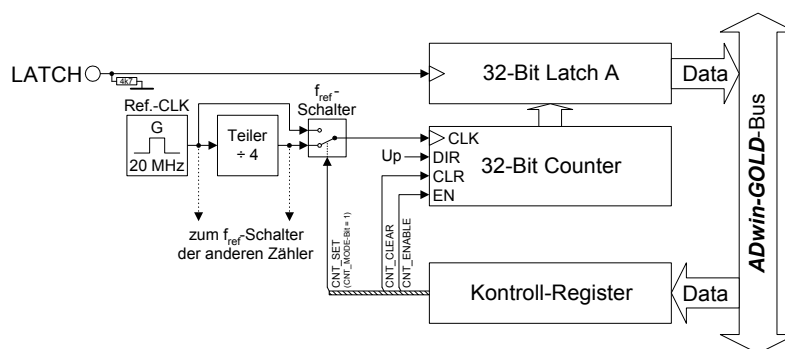 LATCH
4k7
32-Bit Latch A
Data
Ref.-CLK
G
20 MHz
Teiler
÷ 4
fref-
Schalter
CLK
Up
DIR
CLR
EN
32-Bit Counter
zum fref-Schalter
der anderen Zähler
CNT_SET
(CNT_MODE-Bit = 1)
CNT_CLEAR
CNT_ENABLE
Kontroll-Register
Data
ADwin-GOLD-Bus